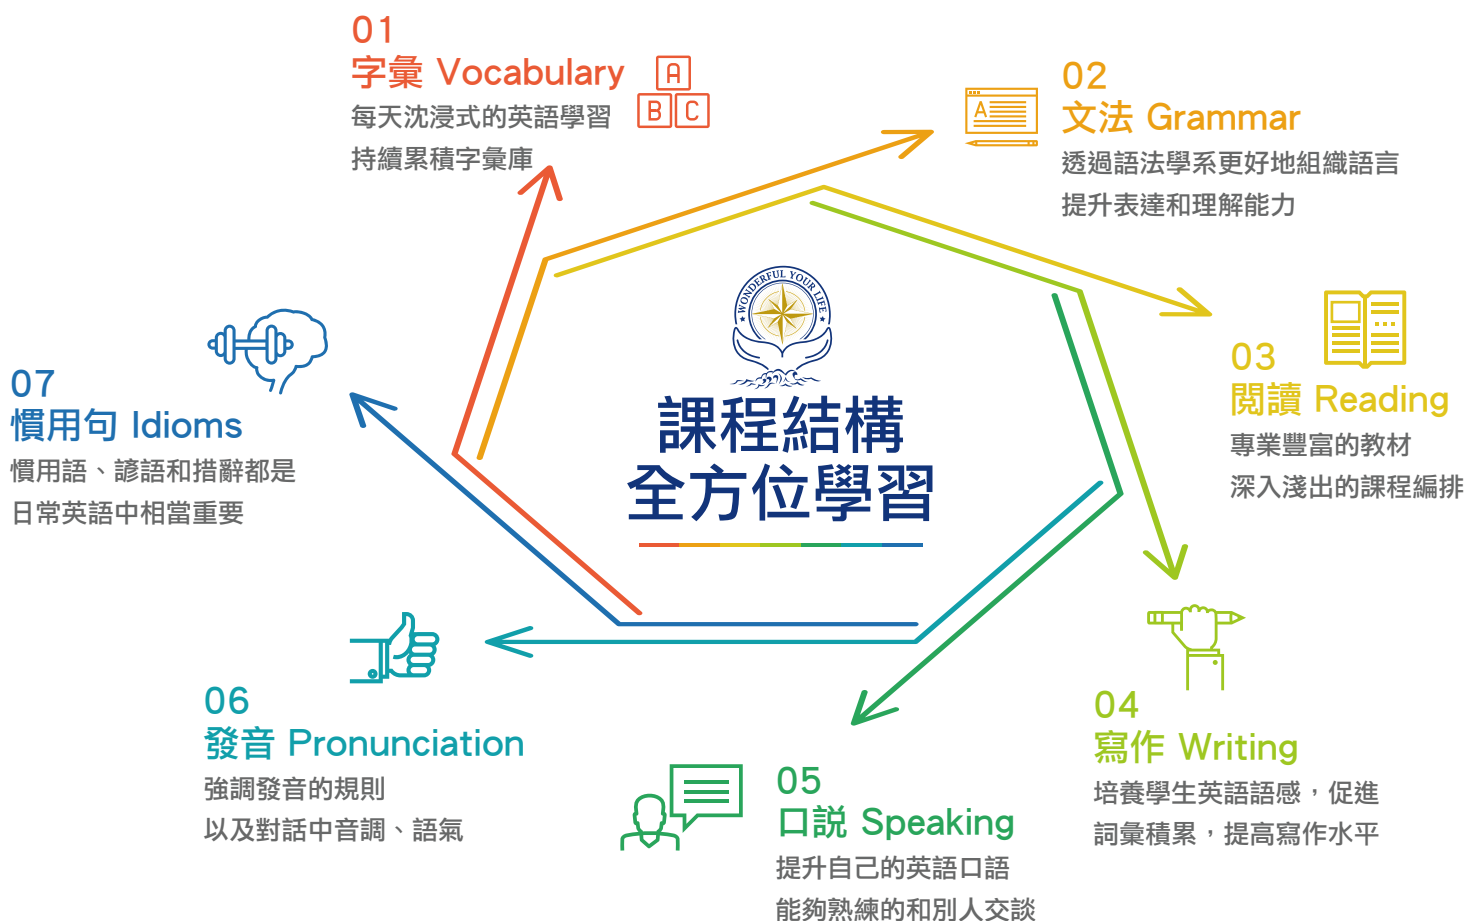 01
字彙 Vocabulary
每天沈浸式的英語學習
持續累積字彙庫
A
B C
02
文法 Grammar
透過語法學系更好地組織語言
提升表達和理解能力
A
03
閱讀 Reading
專業豐富的教材
深入淺出的課程編排
04
寫作 Writing
培養學生英語語感，促進
詞彙積累，提高寫作水平
05
口説 Speaking
提升自己的英語口語
能夠熟練的和別人交談
06
發音 Pronunciation
強調發音的規則
以及對話中音調、語氣
07
慣用句 Idioms
慣用語、諺語和措辭都是
日常英語中相當重要
WONDERFUL YOUR LIFE
課程結構
全方位學習